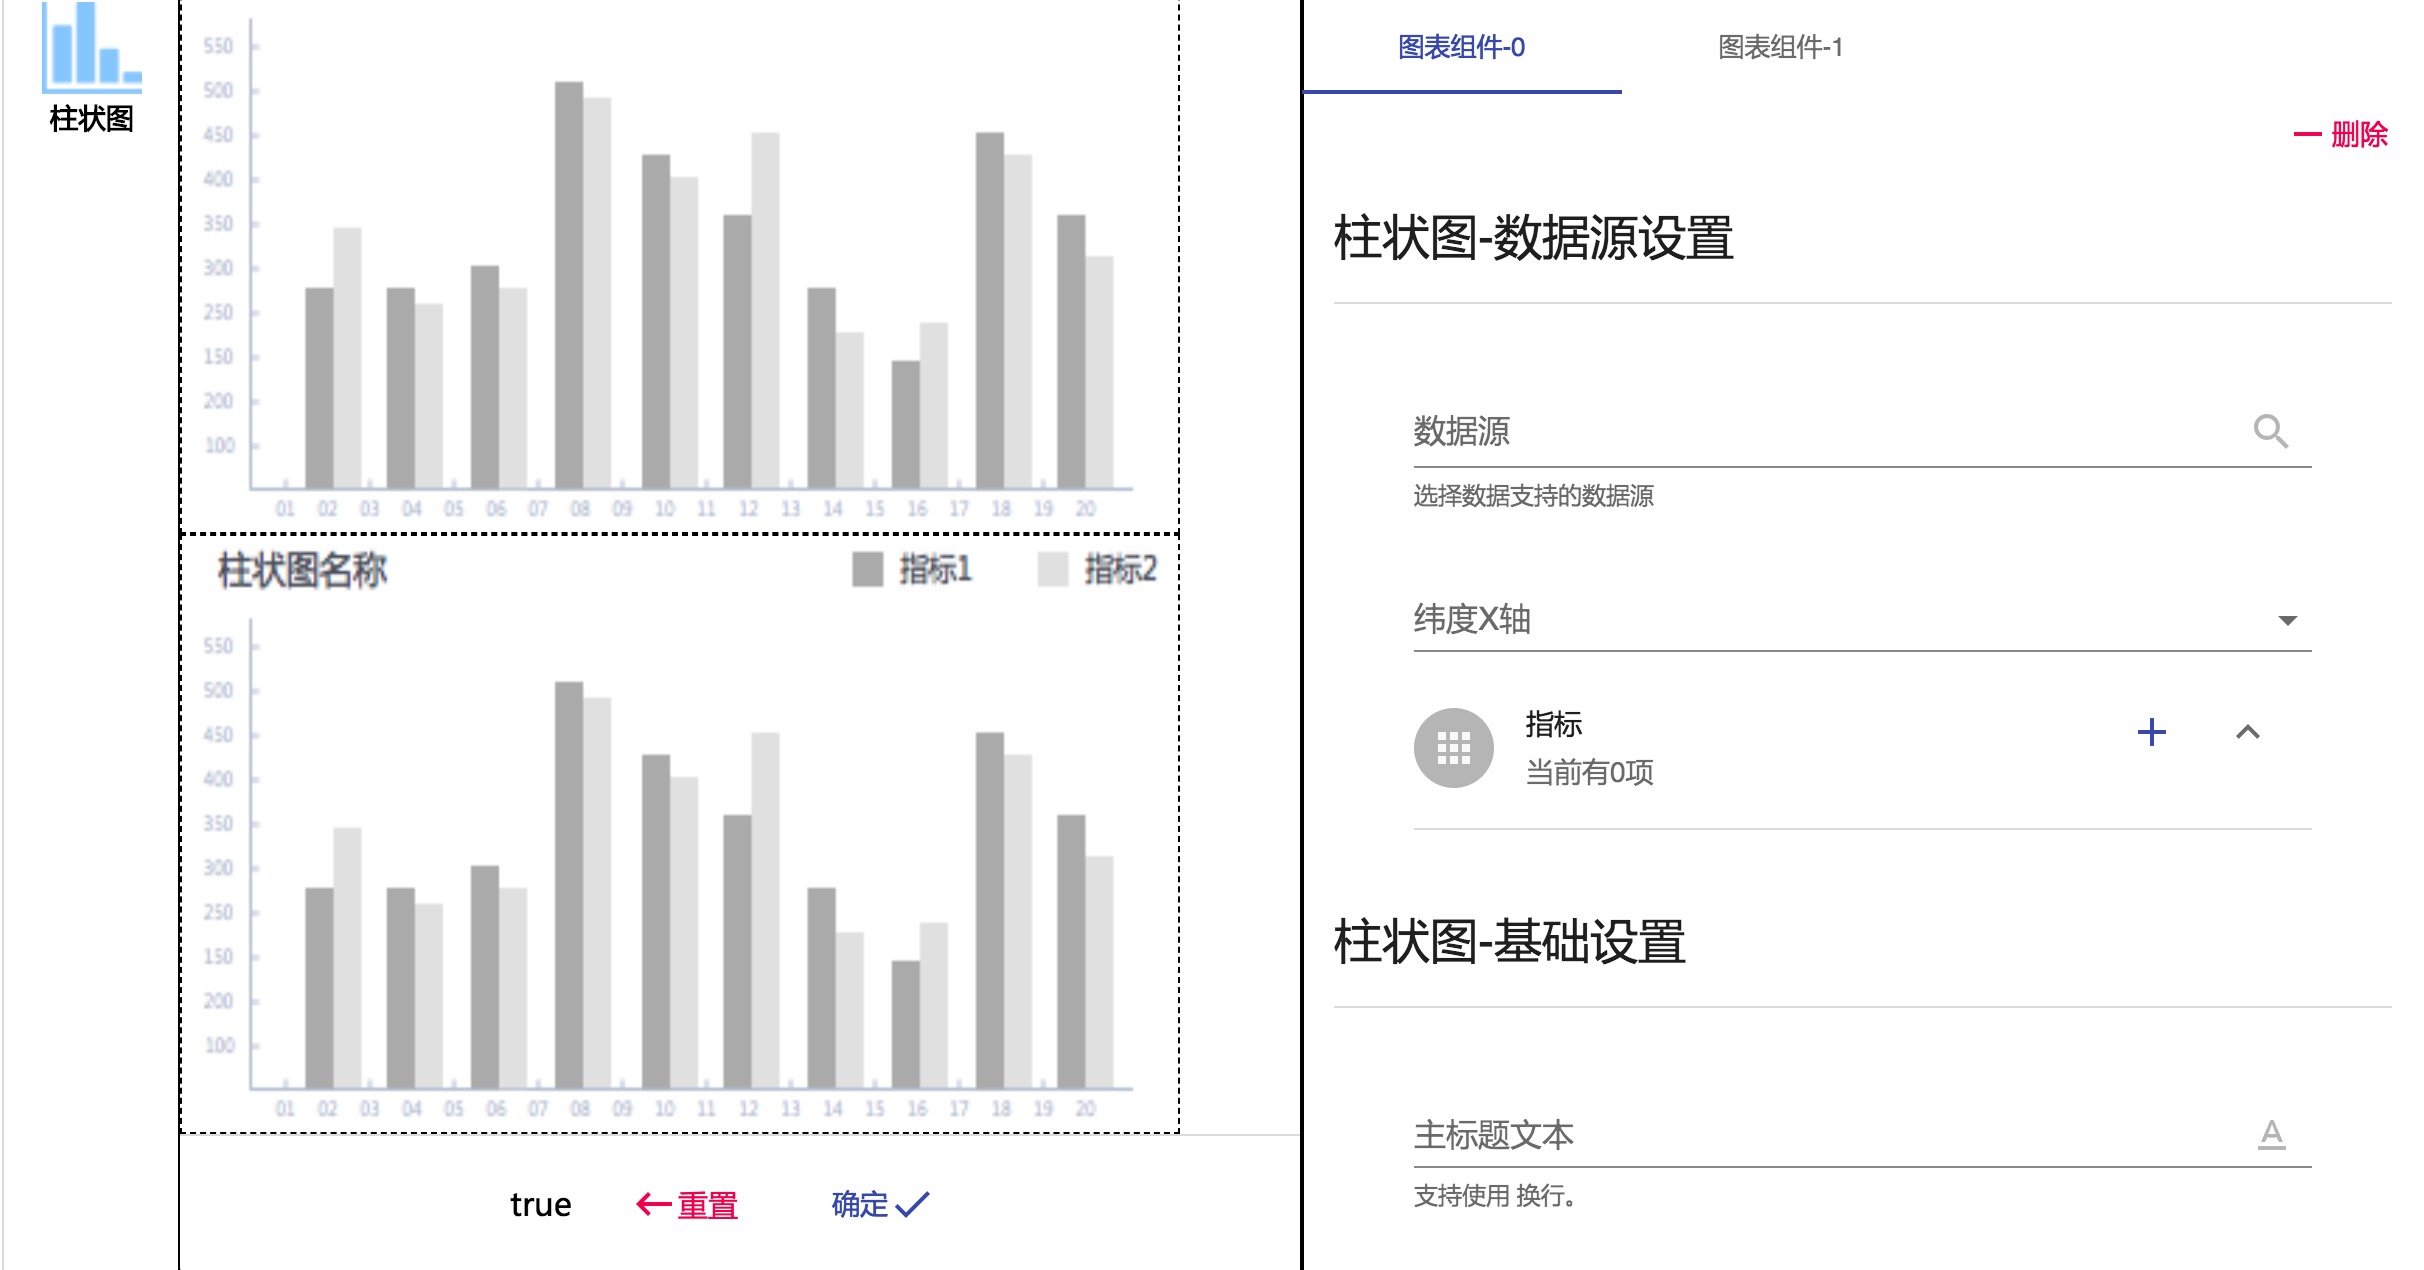 柱状图
550
500
450
400
350
300
250
150
200
100
01 02 03 04 05 06 07 08 09 10 11 12 13 14 15 16 17 18 19 20
柱状图名称 指标1 指标2
550
500
450
400
350
300
250
150
200
100
01 02 03 04 05 06 07 08 09 10 11 12 13 14 15 16 17 18 19 20
true 重置 确定
图表组件-0 图表组件-1
删除
柱状图-数据源设置
数据源
选择数据支持的数据源
纬度X轴
指标
当前有0项
柱状图-基础设置
主标题文本 A
支持使用 换行。